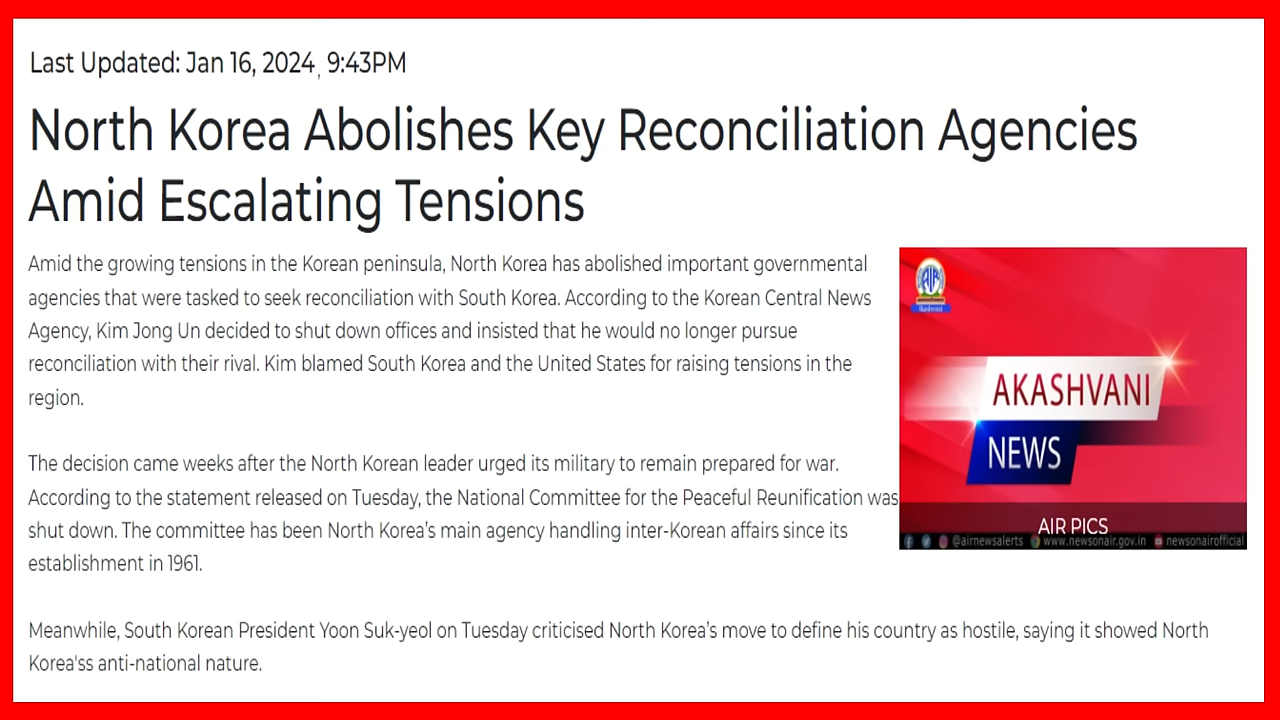 Last Updated: Jan 16, 2024, 9:43PM
North Korea Abolishes Key Reconciliation Agencies
Amid Escalating Tensions
Amid the growing tensions in the Korean peninsula, North Korea has abolished important governmental
agencies that were tasked to seek reconciliation with South Korea. According to the Korean Central News
Agency, Kim Jong Un decided to shut down offices and insisted that he would no longer pursue
reconciliation with their rival. Kim blamed South Korea and the United States for raising tensions in the
region.
The decision came weeks after the North Korean leader urged its military to remain prepared for war.
According to the statement released on Tuesday, the National Committee for the Peaceful Reunification was
shut down. The committee has been North Korea’s main agency handling inter-Korean affairs since its
establishment in 1961.
AIR
AKASHVANI
NEWS
AIR PICS
@airnewsalerts www.newsonair.gov.in newsonairofficial
Meanwhile, South Korean President Yoon Suk-yeol on Tuesday criticised North Korea’s move to define his country as hostile, saying it showed North
Korea'ss anti-national nature.